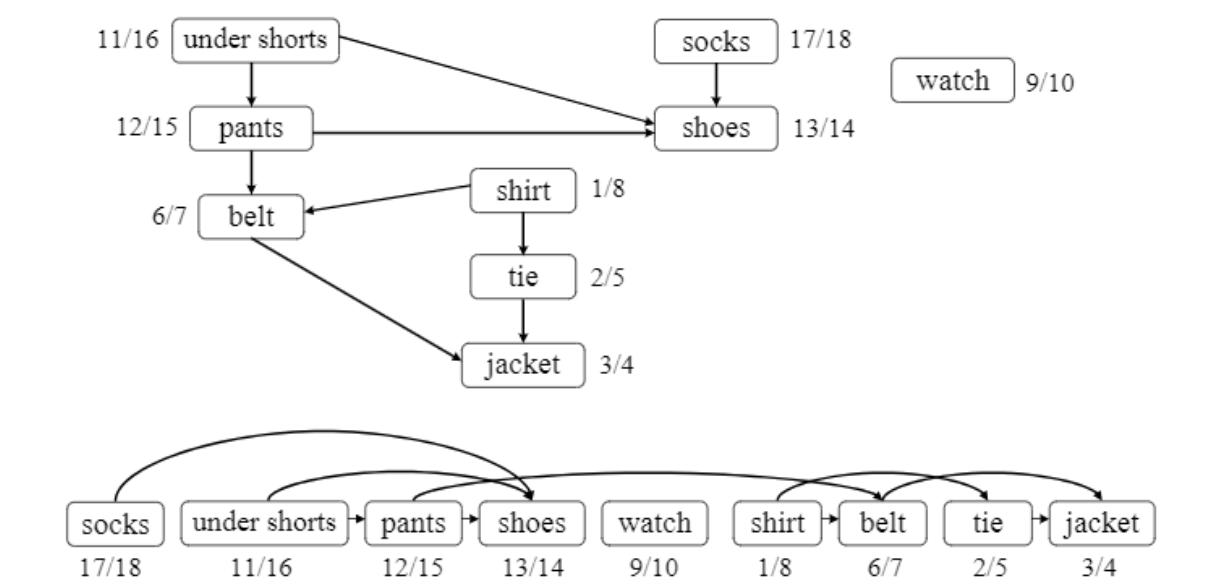 11/16 under shorts socks 17/18
watch 9/10
12/15 pants shoes 13/14
shirt 1/8
6/7 belt
tie 2/5
jacket 3/4
socks under shorts pants shoes watch shirt belt tie jacket
17/18 11/16 12/15 13/14 9/10 1/8 6/7 2/5 3/4